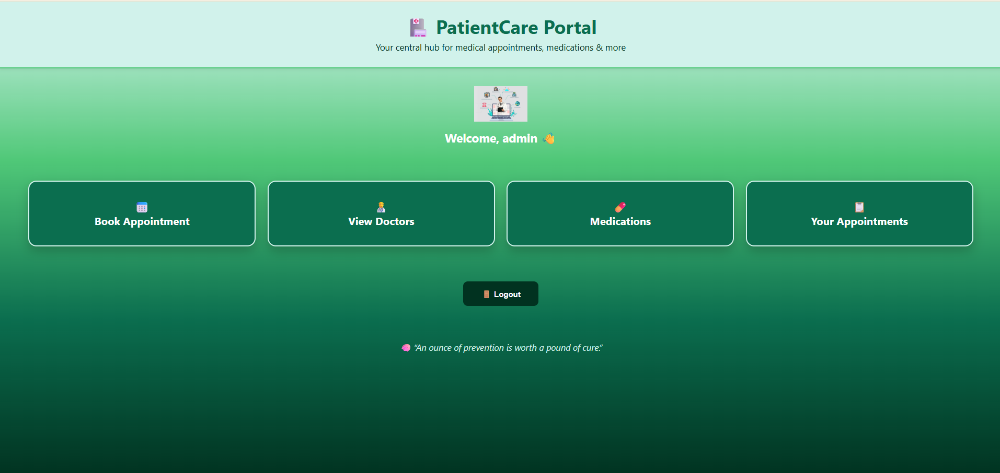 PatientCare Portal
Your central hub for medical appointments, medications & more
Welcome, admin 👋
Book Appointment
View Doctors
Medications
Your Appointments
Logout
“An ounce of prevention is worth a pound of cure.”